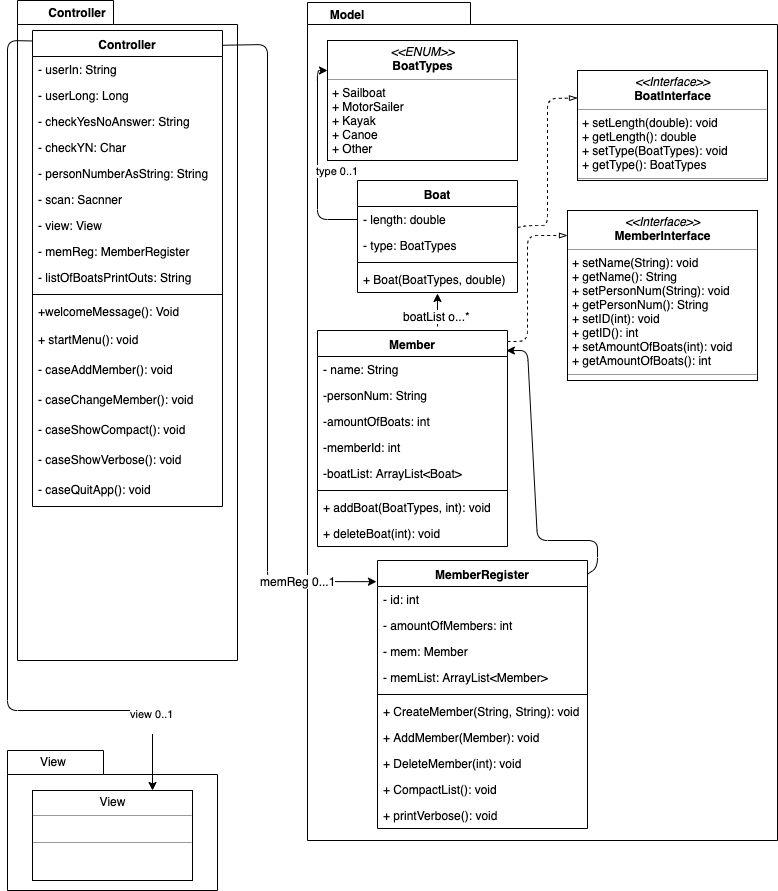 Controller
Controller
- userIn: String
- userLong: Long
- checkYesNoAnswer: String
- checkYN: Char
- personNumberAsString: String
- scan: Sacnner
- view: View
- memReg: MemberRegister
- listOfBoatsPrintOuts: String
+welcomeMessage(): Void
+ startMenu(): void
- caseAddMember(): void
- caseChangeMember(): void
- caseShowCompact(): void
- caseShowVerbose(): void
- caseQuitApp(): void
Model
<<ENUM>>
BoatTypes
+ Sailboat
+ MotorSailer
+ Kayak
+ Canoe
+ Other
type 0..1
<<Interface>>
BoatInterface
+ setLength(double): void
+ getLength(): double
+ setType(BoatTypes): void
+ getType(): BoatTypes
Boat
- length: double
- type: BoatTypes
+ Boat(BoatTypes, double)
<<Interface>>
MemberInterface
+ setName(String): void
+ getName(): String
+ setPersonNum(String): void
+ getPersonNum(): String
+ setID(int): void
+ getID(): int
+ setAmountOfBoats(int): void
+ getAmountOfBoats(): int
boatList o...*
Member
- name: String
-personNum: String
-amountOfBoats: int
-memberId: int
-boatList: ArrayList<Boat>
+ addBoat(BoatTypes, int): void
+ deleteBoat(int): void
memReg 0...1
MemberRegister
- id: int
- amountOfMembers: int
- mem: Member
- memList: ArrayList<Member>
+ CreateMember(String, String): void
+ AddMember(Member): void
+ DeleteMember(int): void
+ CompactList(): void
+ printVerbose(): void
view 0..1
View
View